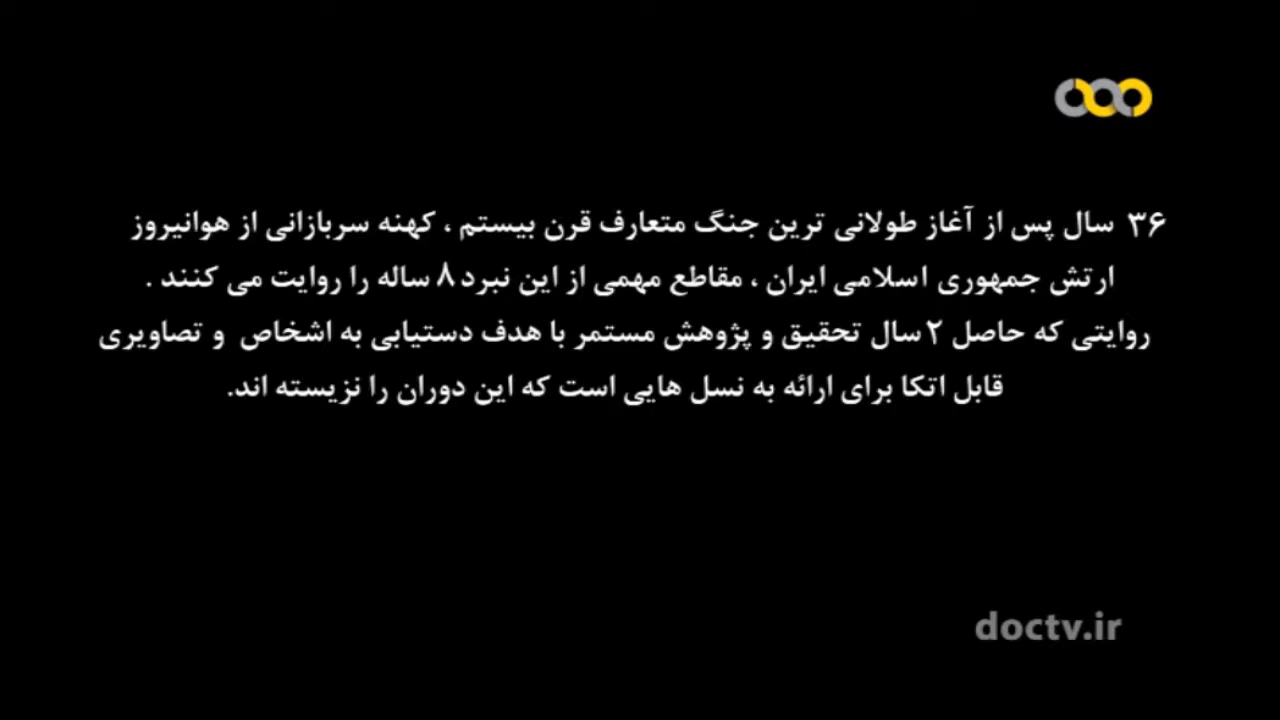 ۳۶ سال پس از آغاز طولانی ترین جنگ متعارف قرن بیستم ، کهنه سربازانی از هوانیروز
ارتش جمهوری اسلامی ایران ، مقاطع مهمی از این نبرد ۸ ساله را روایت می کنند .
روایتی که حاصل ۲ سال تحقیق و پژوهش مستمر با هدف دستیابی به اشخاص و تصاویری
قابل اتکا برای ارائه به نسل هایی است که این دوران را نزیسته اند.
doctv.ir